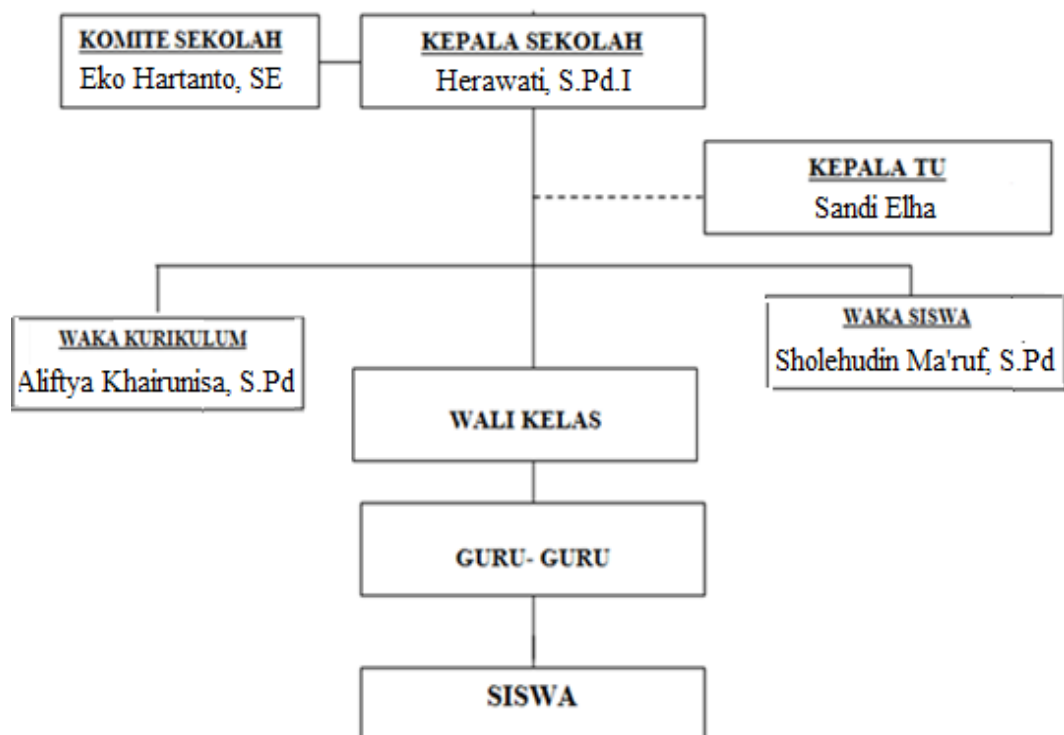 KOMITE SEKOLAH
Eko Hartanto, SE
KEPALA SEKOLAH
Herawati, S.Pd.I
KEPALA TU
Sandi Elha
WAKA KURIKULUM
Aliftya Khairunisa, S.Pd
WAKA SISWA
Sholehudin Ma'ruf, S.Pd
WALI KELAS
GURU- GURU
SISWA